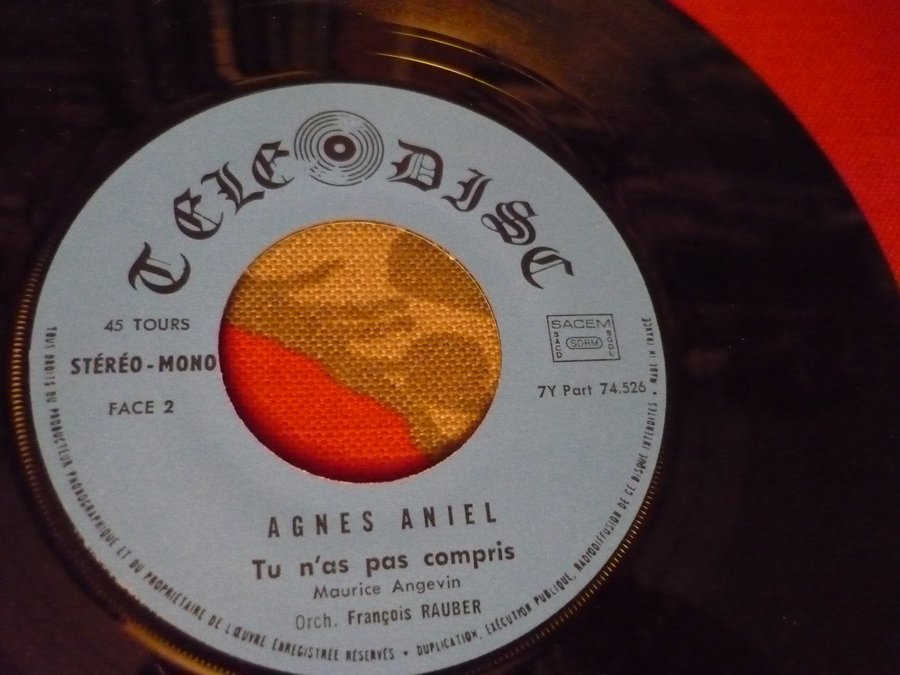 TELE DISC
45 TOURS
STÉRÉO-MONO
FACE 2
SACEM
SACD SDRM SGDL
7Y Part 74.526
AGNES ANIEL
Tu n'as pas compris
Maurice Angevin
Orch. François RAUBER
TOUS DROITS DU PRODUCTEUR PHONOGRAPHIQUE ET DU PROPRIÉTAIRE DE L'ŒUVRE ENREGISTRÉE RÉSERVÉS • DUPLICATION, EXÉCUTION PUBLIQUE, RADIODIFFUSION DE CE DISQUE INTERDITES • MADE IN FRANCE